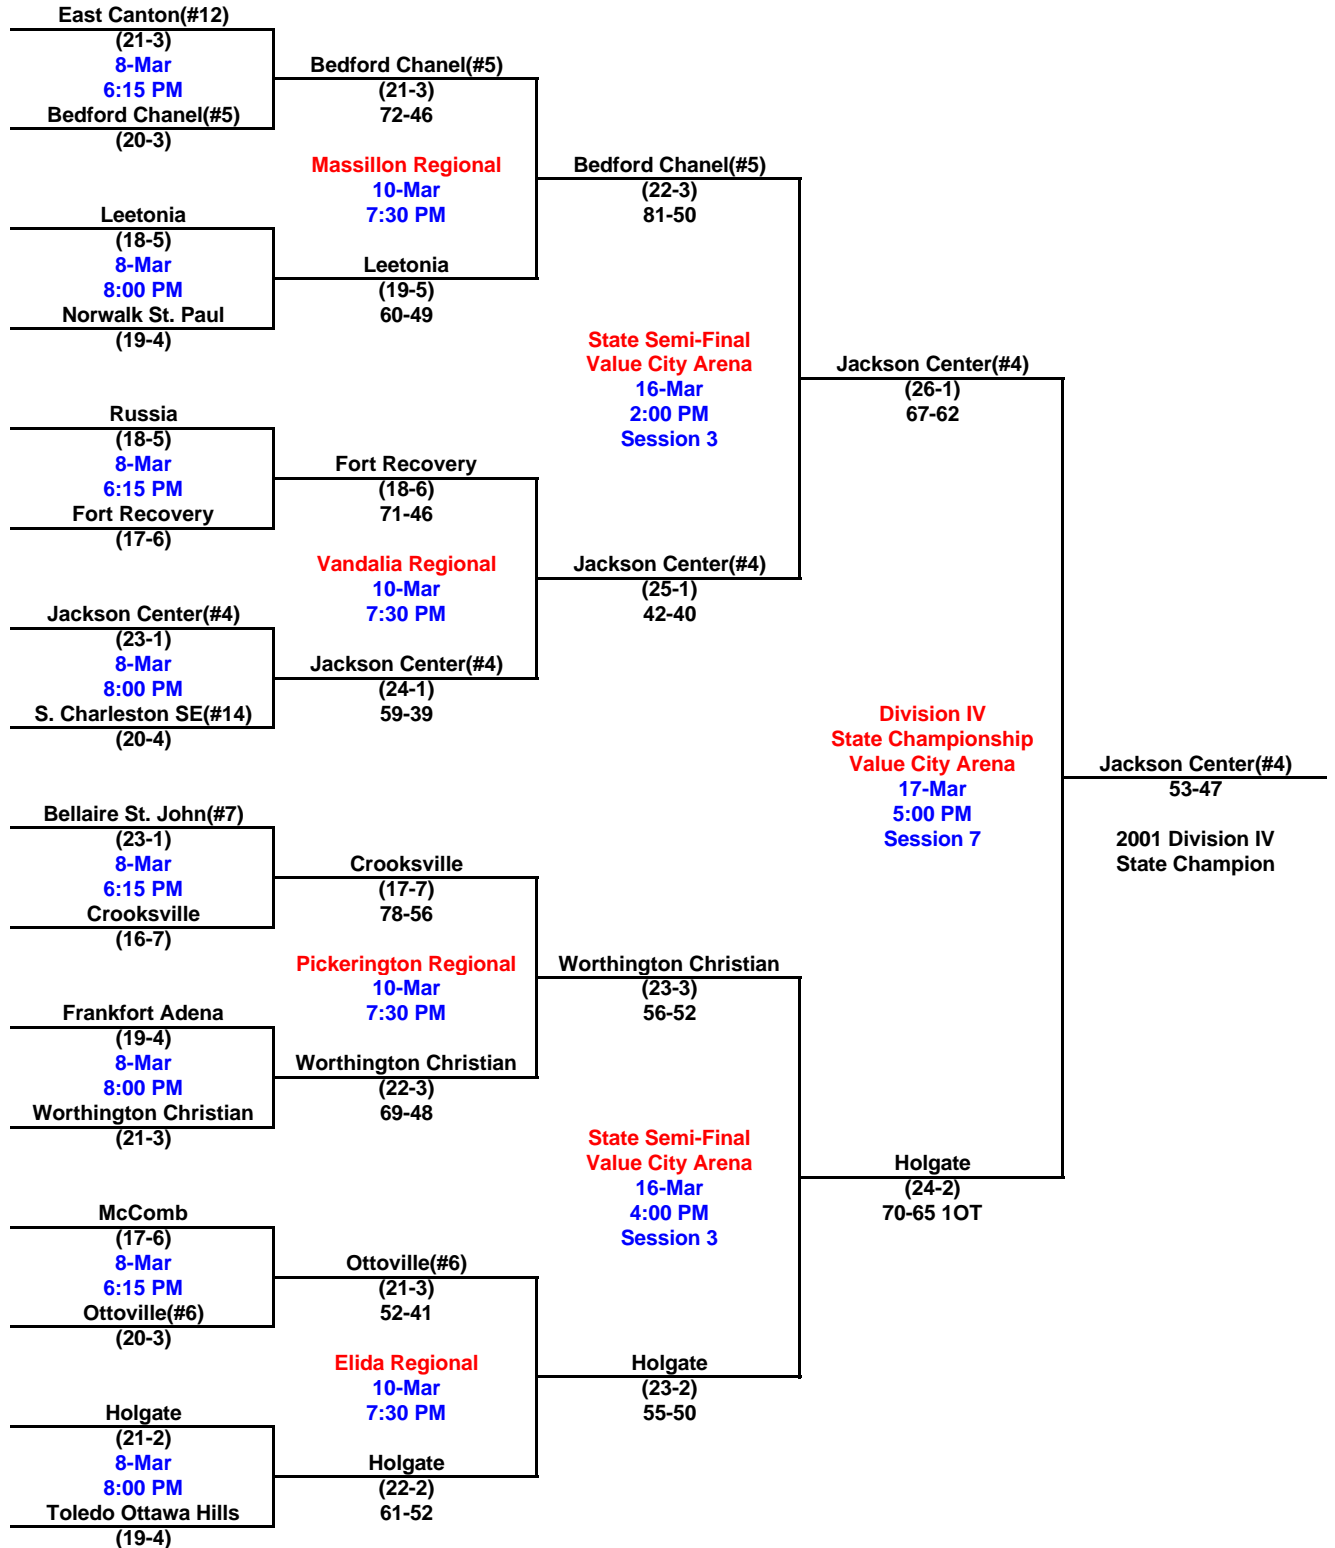 East Canton(#12)
(21-3)
8-Mar
6:15 PM
Bedford Chanel(#5)
(20-3)
Leetonia
(18-5)
8-Mar
8:00 PM
Norwalk St. Paul
(19-4)
Russia
(18-5)
8-Mar
6:15 PM
Fort Recovery
(17-6)
Jackson Center(#4)
(23-1)
8-Mar
8:00 PM
S. Charleston SE(#14)
(20-4)
Bellaire St. John(#7)
(23-1)
8-Mar
6:15 PM
Crooksville
(16-7)
Frankfort Adena
(19-4)
8-Mar
8:00 PM
Worthington Christian
(21-3)
McComb
(17-6)
8-Mar
6:15 PM
Ottoville(#6)
(20-3)
Holgate
(21-2)
8-Mar
8:00 PM
Toledo Ottawa Hills
(19-4)
Bedford Chanel(#5)
(21-3)
72-46
Massillon Regional
10-Mar
7:30 PM
Leetonia
(19-5)
60-49
Fort Recovery
(18-6)
71-46
Vandalia Regional
10-Mar
7:30 PM
Jackson Center(#4)
(24-1)
59-39
Crooksville
(17-7)
78-56
Pickerington Regional
10-Mar
7:30 PM
Worthington Christian
(22-3)
69-48
Ottoville(#6)
(21-3)
52-41
Elida Regional
10-Mar
7:30 PM
Holgate
(22-2)
61-52
Bedford Chanel(#5)
(22-3)
81-50
State Semi-Final
Value City Arena
16-Mar
2:00 PM
Session 3
Jackson Center(#4)
(25-1)
42-40
Worthington Christian
(23-3)
56-52
State Semi-Final
Value City Arena
16-Mar
4:00 PM
Session 3
Holgate
(23-2)
55-50
Jackson Center(#4)
(26-1)
67-62
Division IV
State Championship
Value City Arena
17-Mar
5:00 PM
Session 7
Holgate
(24-2)
70-65 1OT
Jackson Center(#4)
53-47
2001 Division IV
State Champion